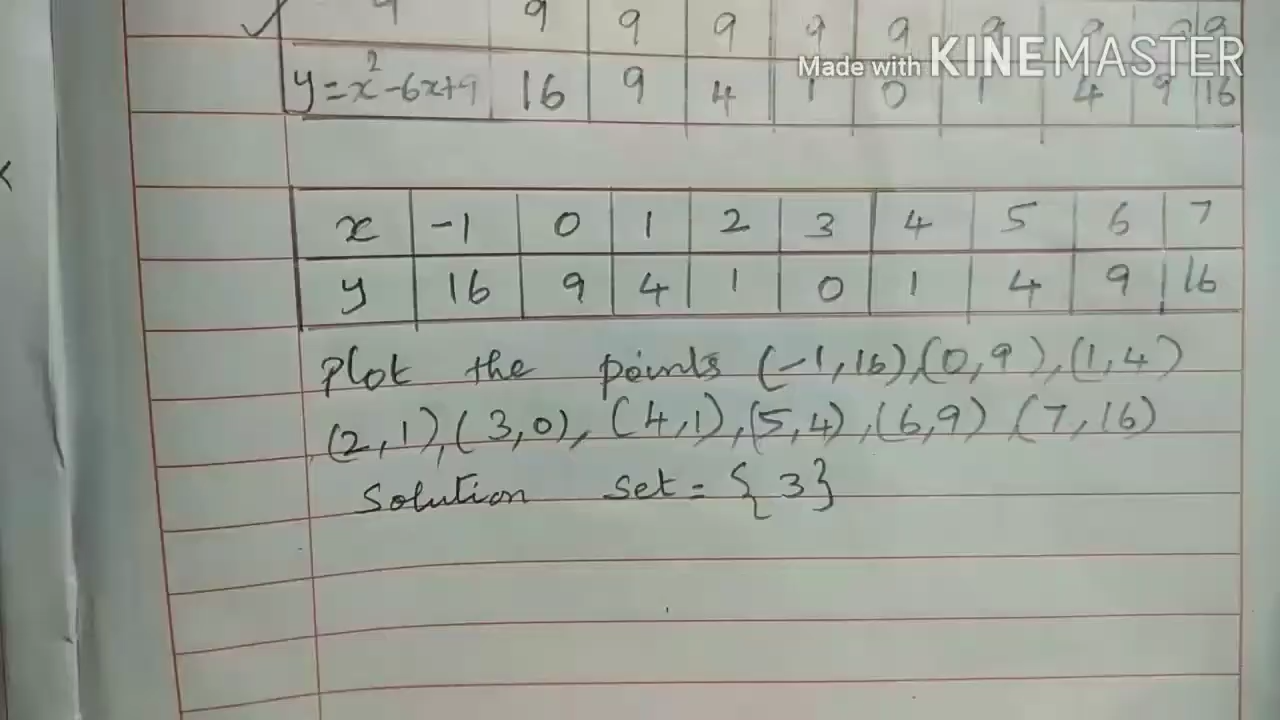 9 9 9 9 9 9 9 9 9 9
Made with KINEMASTER
y=x²-6x+9 16 9 4 1 0 1 4 9 16
x -1 0 1 2 3 4 5 6 7
y 16 9 4 1 0 1 4 9 16
Plot the points (-1,16),(0,9),(1,4)
(2,1),(3,0),(4,1),(5,4),(6,9) (7,16)
Solution set = {3}